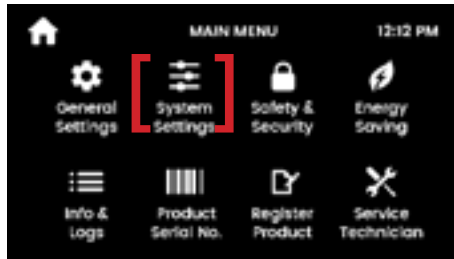 MAIN MENU 12:12 PM
General System Safety & Energy
Settings Settings Security Saving
Info & Product Register Service
Logs Serial No. Product Technician